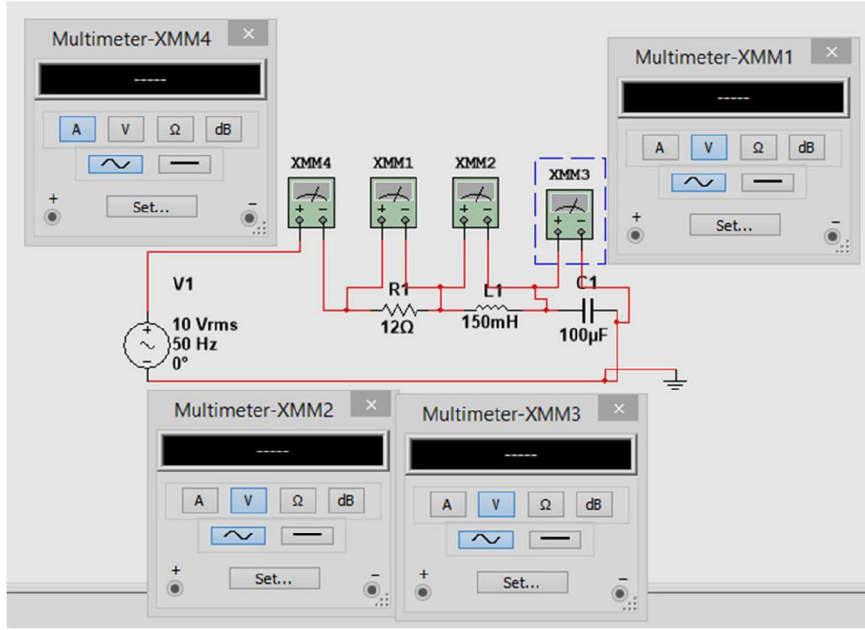 Multimeter-XMM4
-----
A V Ω dB
+ Set... -
Multimeter-XMM1
-----
A V Ω dB
+ Set... -
XMM4 XMM1 XMM2 XMM3
V1
10 Vrms
50 Hz
0°
R1
12Ω
L1
150mH
C1
100µF
Multimeter-XMM2
-----
A V Ω dB
+ Set... -
Multimeter-XMM3
-----
A V Ω dB
+ Set... -